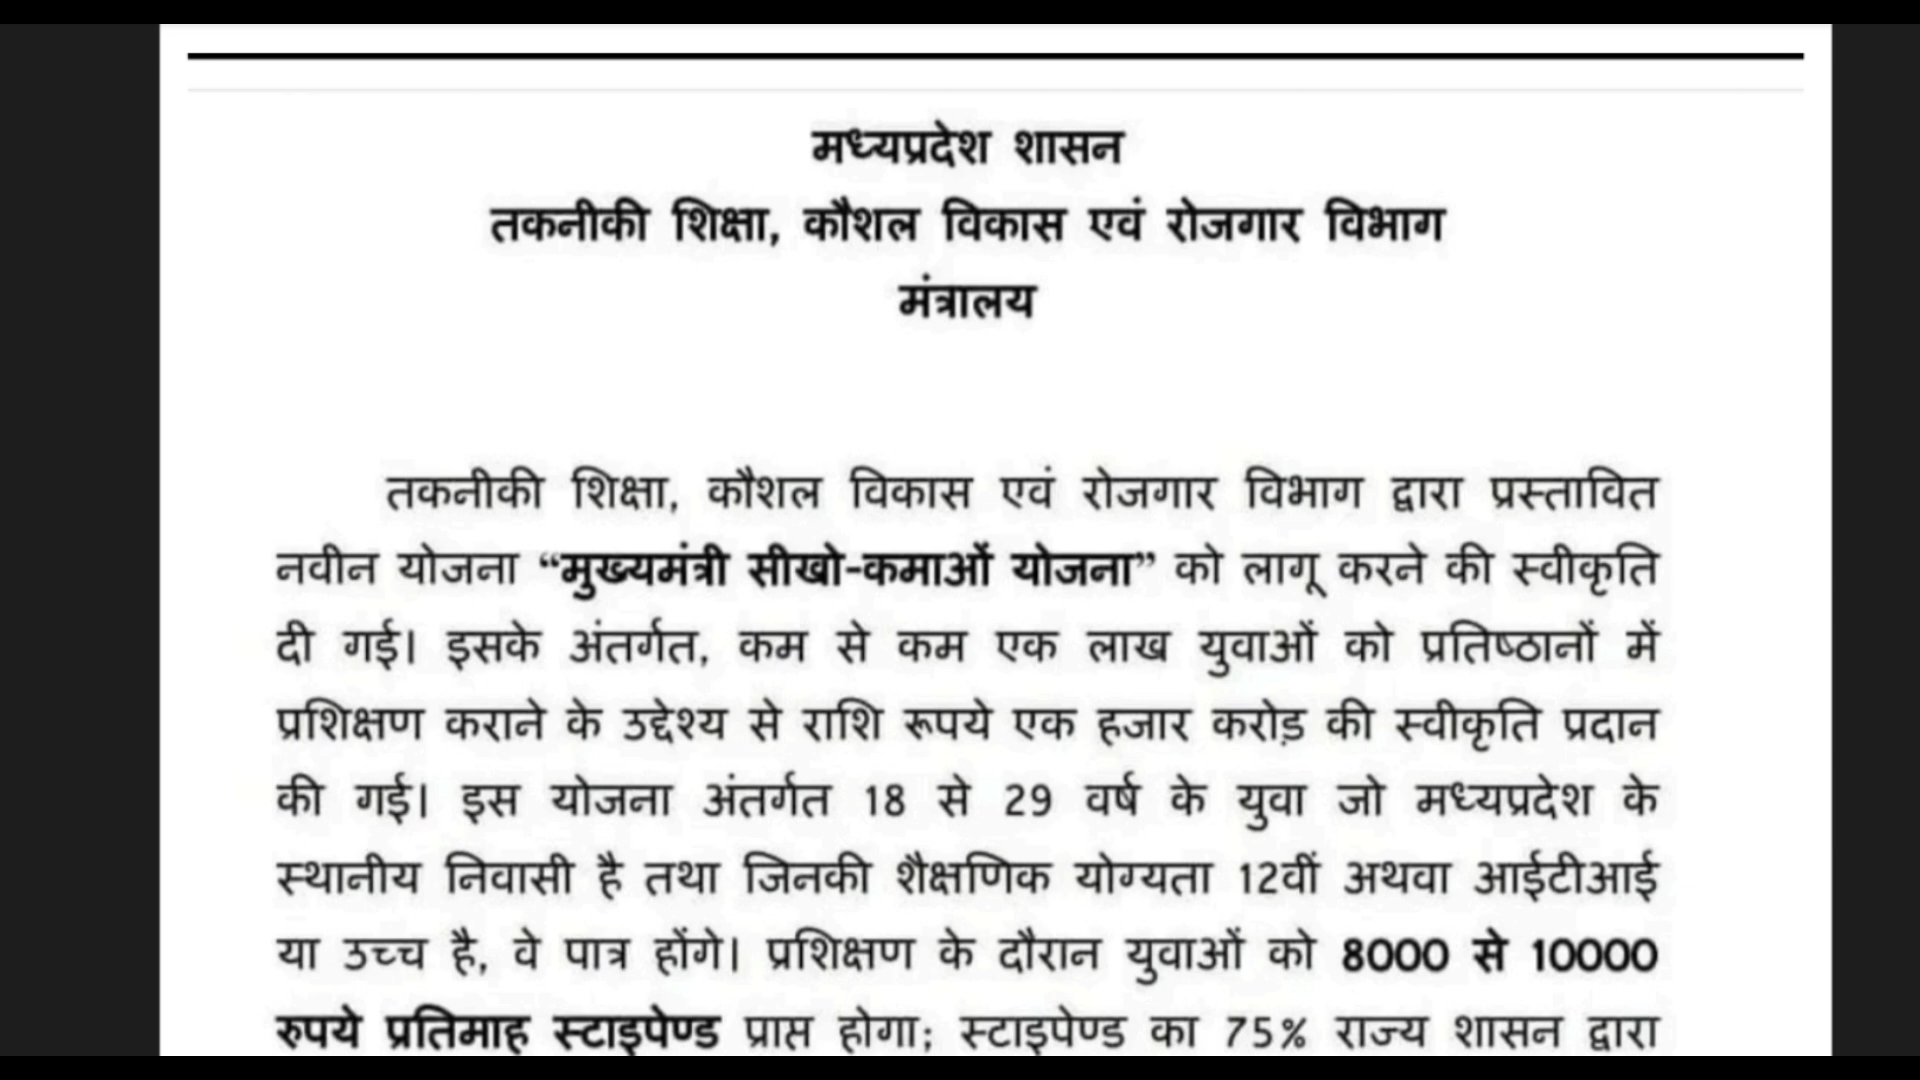 मध्यप्रदेश शासन
तकनीकी शिक्षा, कौशल विकास एवं रोजगार विभाग
मंत्रालय
तकनीकी शिक्षा, कौशल विकास एवं रोजगार विभाग द्वारा प्रस्तावित
नवीन योजना “मुख्यमंत्री सीखो-कमाओं योजना” को लागू करने की स्वीकृति
दी गई। इसके अंतर्गत, कम से कम एक लाख युवाओं को प्रतिष्ठानों में
प्रशिक्षण कराने के उद्देश्य से राशि रूपये एक हजार करोड़ की स्वीकृति प्रदान
की गई। इस योजना अंतर्गत 18 से 29 वर्ष के युवा जो मध्यप्रदेश के
स्थानीय निवासी है तथा जिनकी शैक्षणिक योग्यता 12वीं अथवा आईटीआई
या उच्च है, वे पात्र होंगे। प्रशिक्षण के दौरान युवाओं को 8000 से 10000
रुपये प्रतिमाह स्टाइपेण्ड प्राप्त होगा; स्टाइपेण्ड का 75% राज्य शासन द्वारा